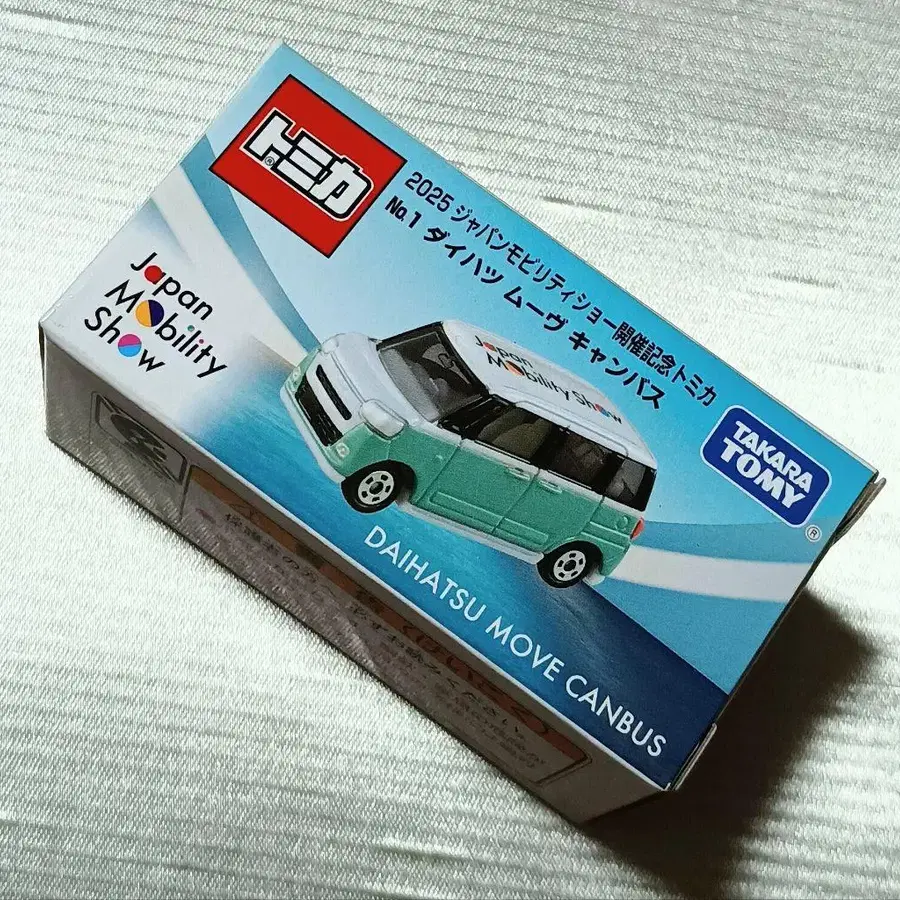 トミカ
®
2025 ジャパンモビリティショー開催記念トミカ
No.1 ダイハツ ムーヴ キャンバス
Japan
Mobility
Show
Japan
Mobility Show
TAKARA
TOMY
®
DAIHATSU MOVE CANBUS